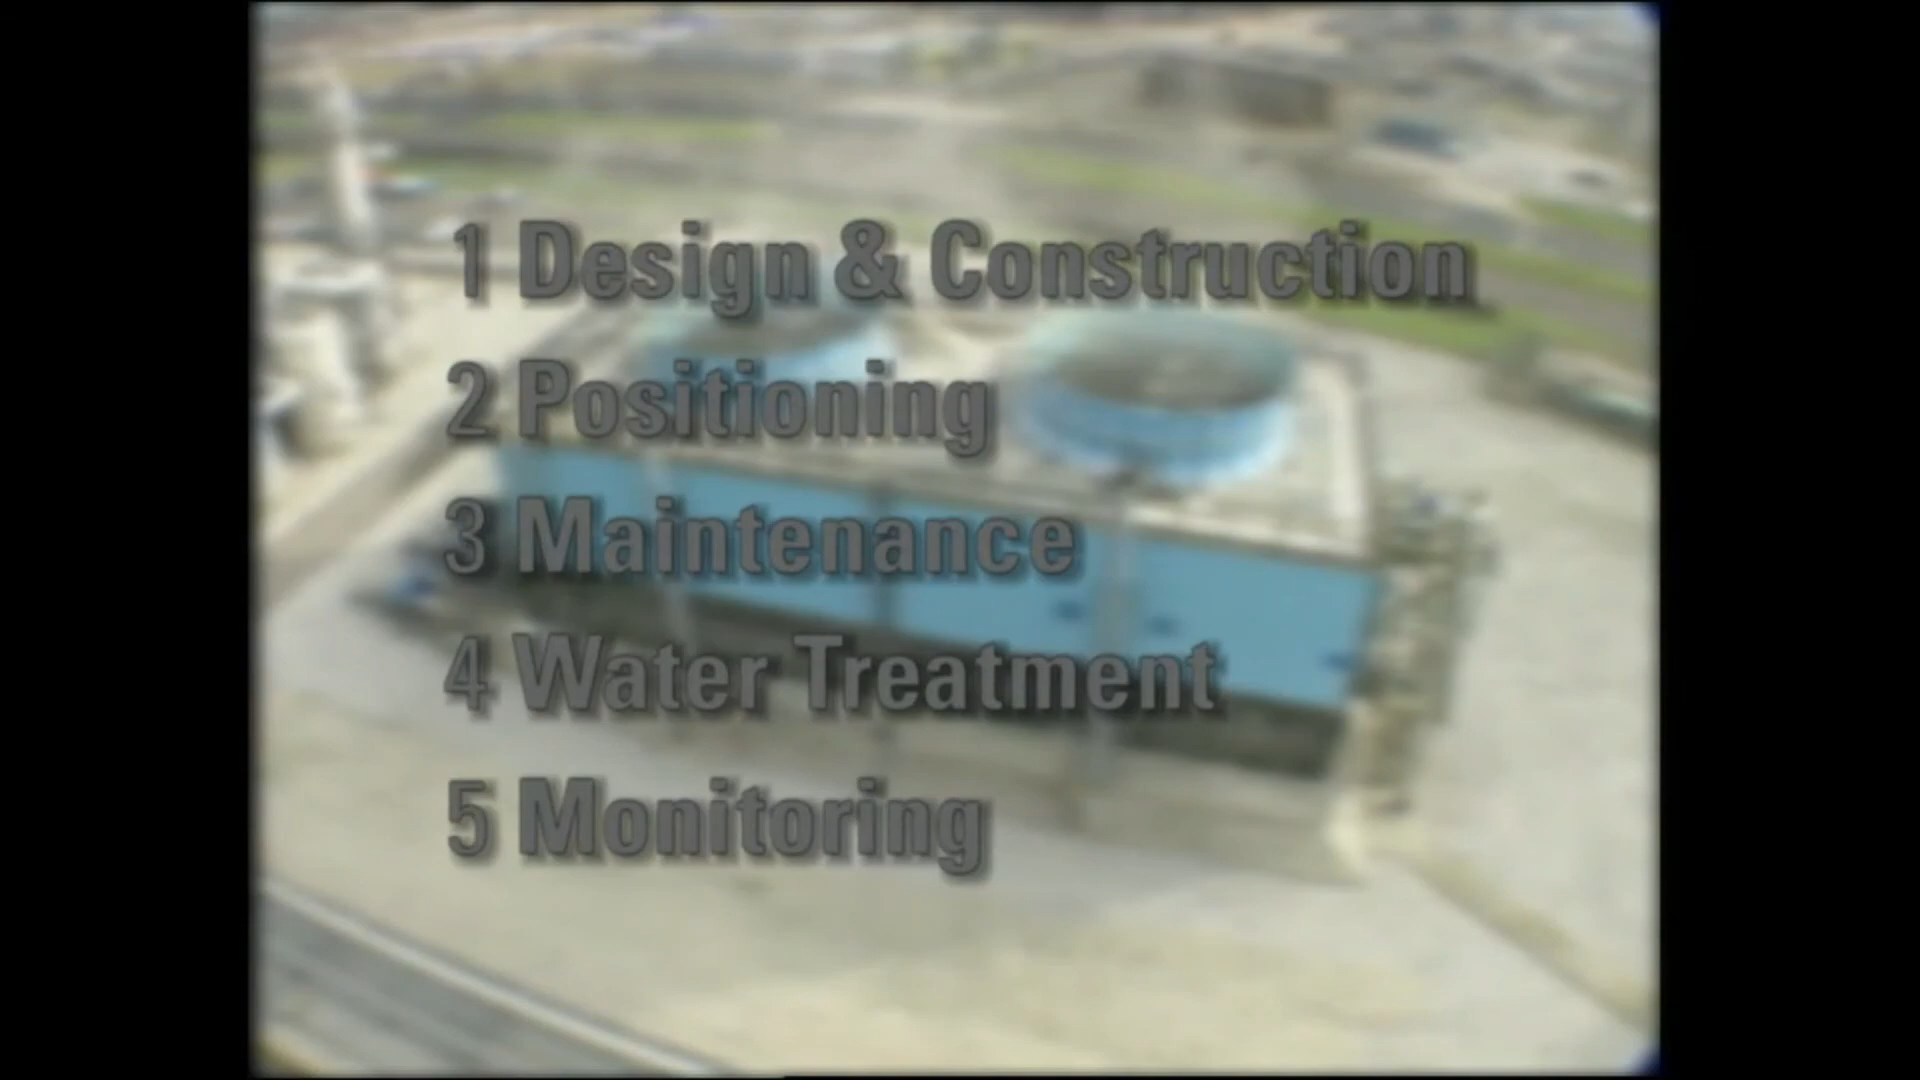 1 Design & Construction
2 Positioning
3 Maintenance
4 Water Treatment
5 Monitoring